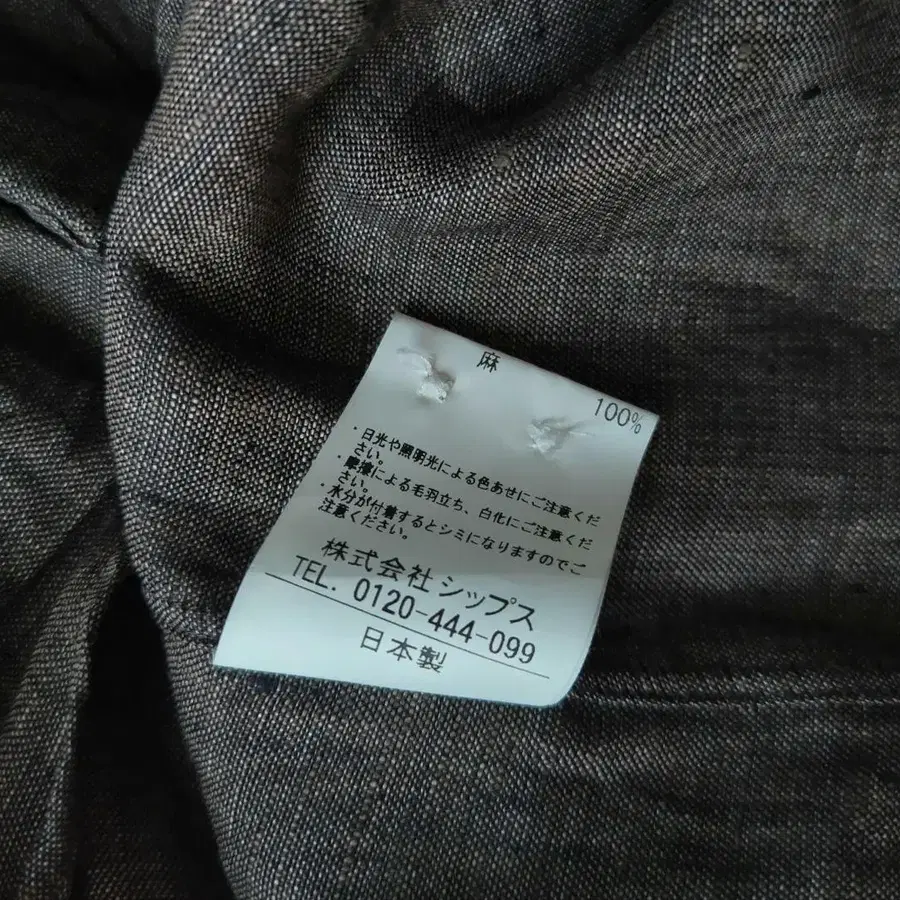 麻
100%
・日光や照明光による色あせにご注意くだ
さい。
・摩擦による毛羽立ち、白化にご注意くだ
さい。
・水分が付着するとシミになりますのでご
注意ください。
株式会社シップス
TEL. 0120-444-099
日本製